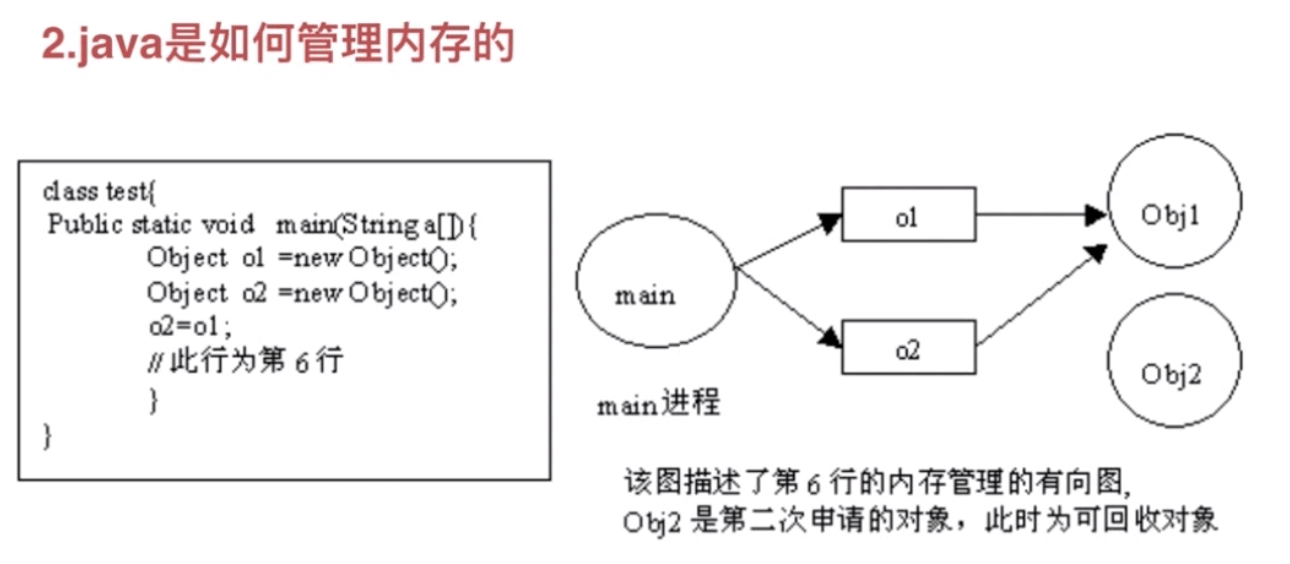 2.java是如何管理内存的
class test{
Public static void main(String a[]){
Object o1 =new Object();
Object o2 =new Object();
o2=o1;
// 此行为第 6 行
}
}
main
o1
o2
Obj1
Obj2
main进程
该图描述了第 6 行的内存管理的有向图,
Obj2 是第二次申请的对象，此时为可回收对象